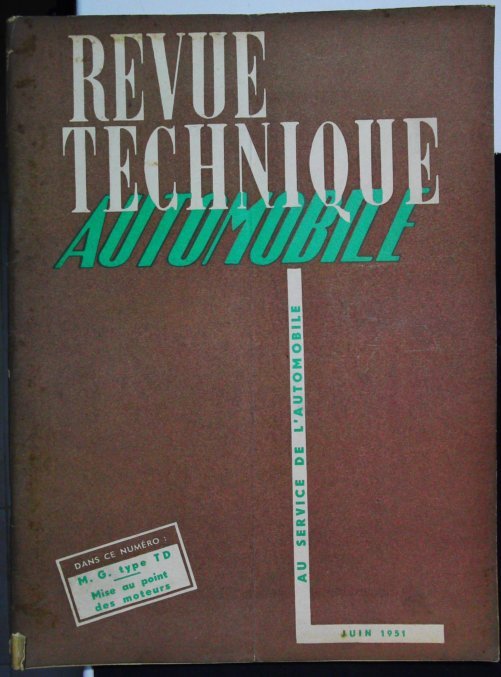 REVUE
TECHNIQUE
AUTOMOBILE
AU SERVICE DE L'AUTOMOBILE
DANS CE NUMÉRO :
M. G. type TD
Mise au point
des moteurs
JUIN 1951